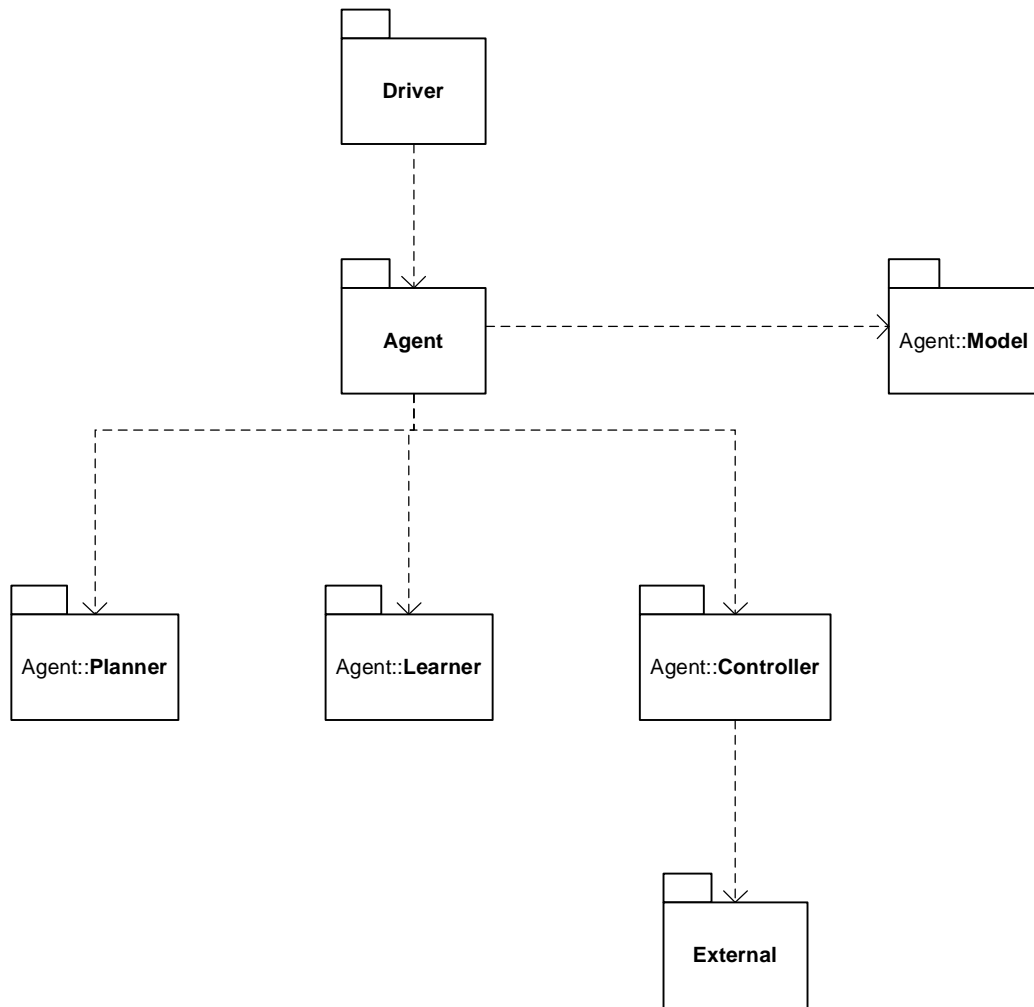 Driver
Agent
Agent::Model
Agent::Planner
Agent::Learner
Agent::Controller
External